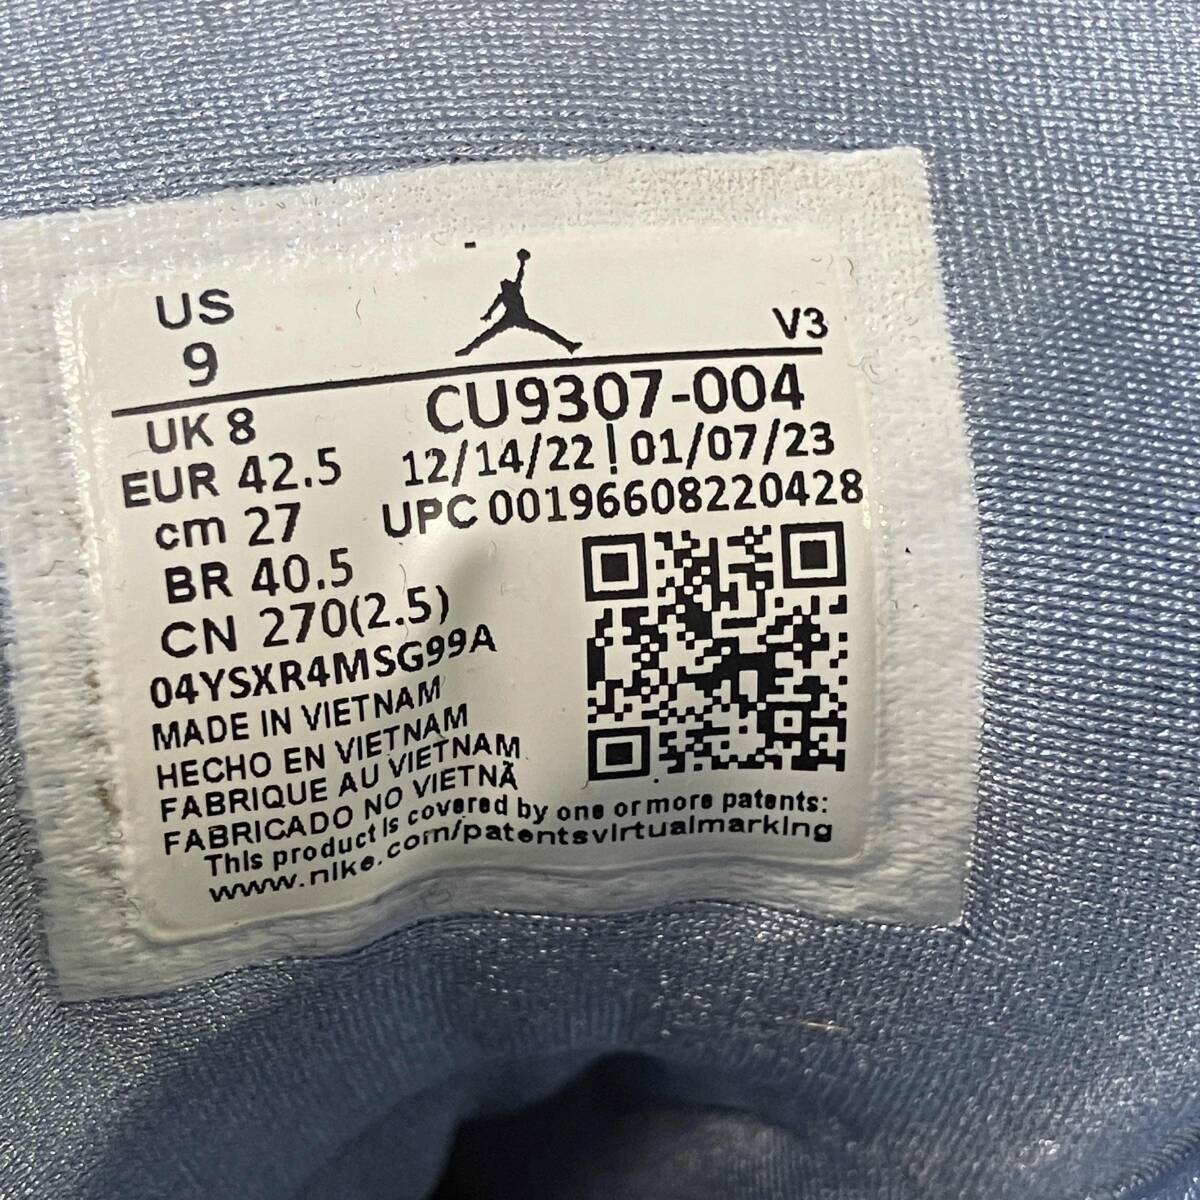 US
9
V3
UK 8
CU9307-004
EUR 42.5
12/14/22 | 01/07/23
cm 27
UPC 00196608220428
BR 40.5
CN 270(2.5)
04YSXR4MSG99A
MADE IN VIETNAM
HECHO EN VIETNAM
FABRIQUE AU VIETNAM
FABRICADO NO VIETNÃ
This product is covered by one or more patents:
www.nike.com/patentsvirtualmarking